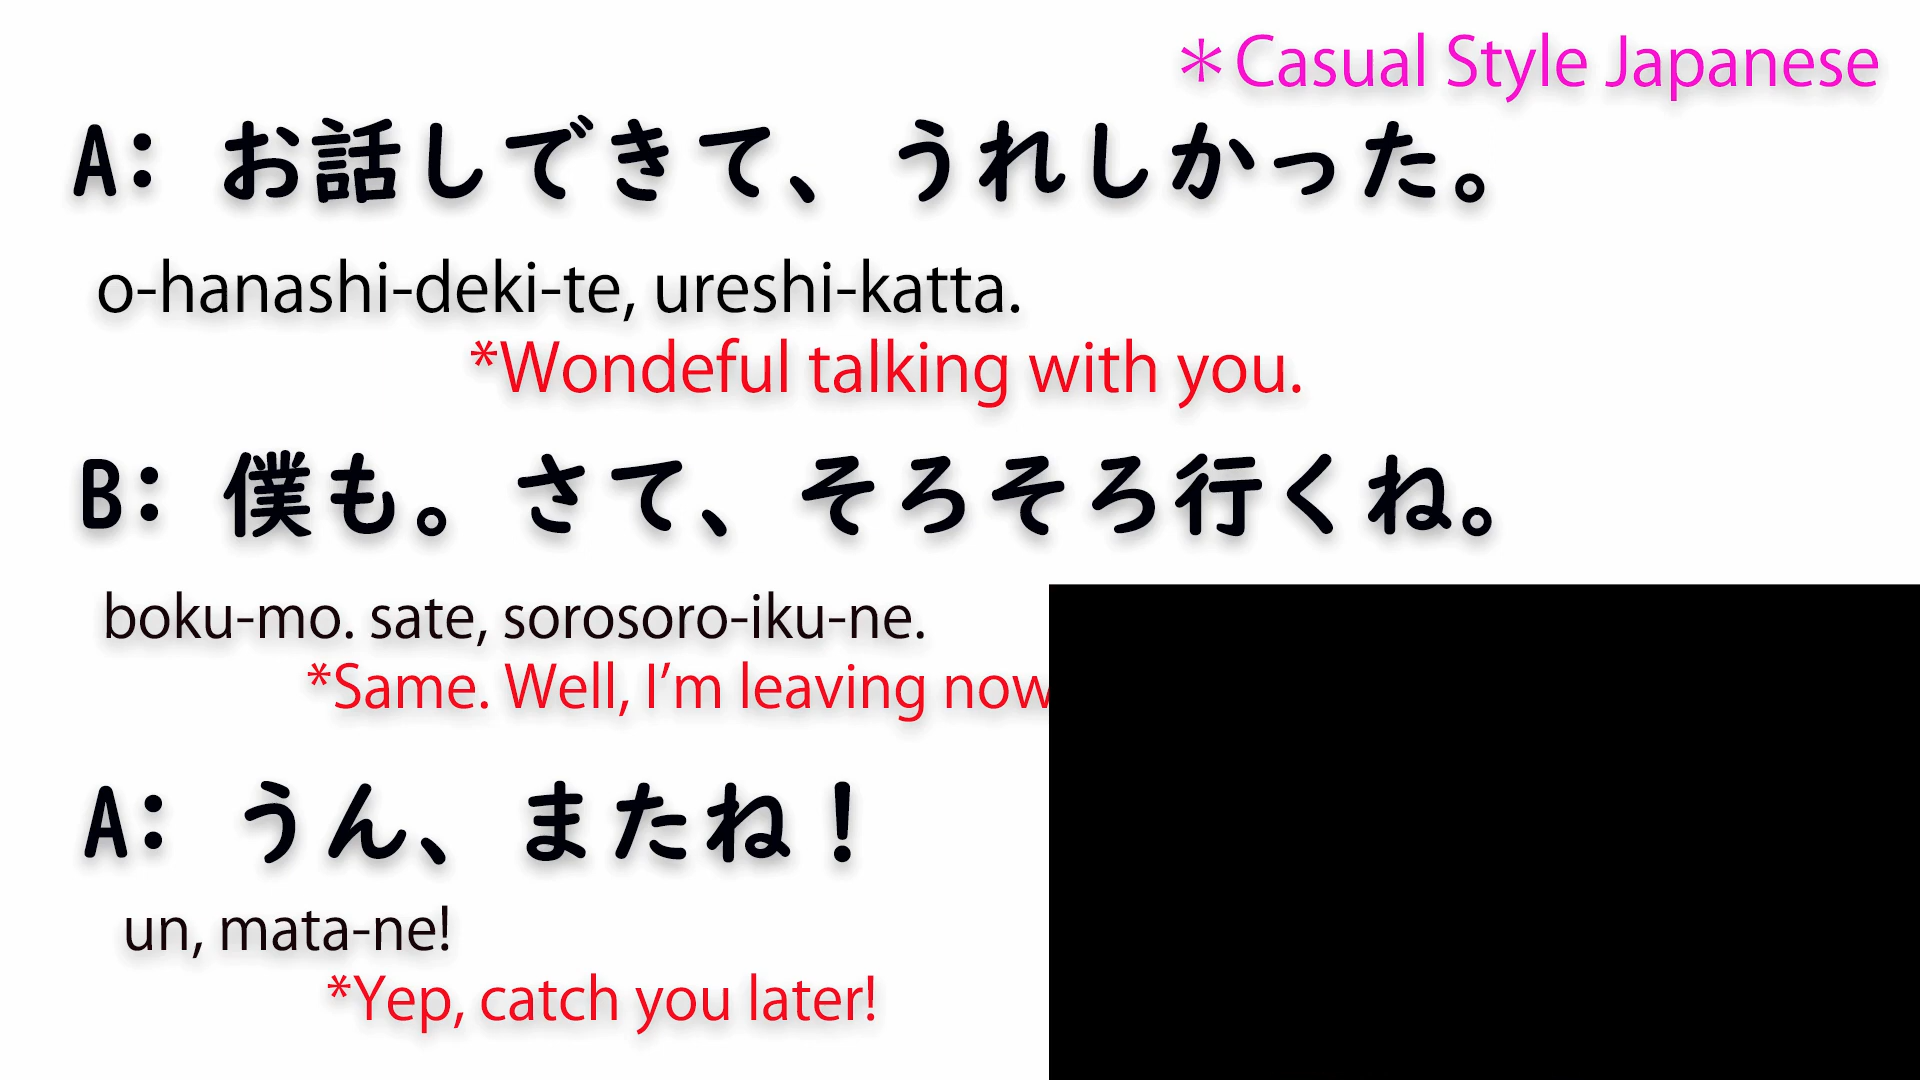 ＊Casual Style Japanese
A: お話しできて、うれしかった。
o-hanashi-deki-te, ureshi-katta.
*Wondeful talking with you.
B: 僕も。さて、そろそろ行くね。
boku-mo. sate, sorosoro-iku-ne.
*Same. Well, I’m leaving now
A: うん、またね！
un, mata-ne!
*Yep, catch you later!